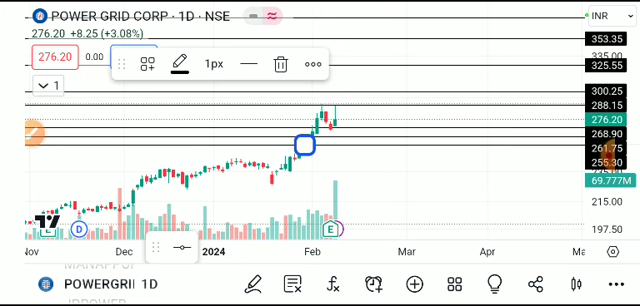 POWER GRID CORP · 1D · NSE
INR
276.20 +8.25 (+3.08%)
353.35
335.00
276.20
0.00
1px
325.55
1
300.25
288.15
276.20
268.90
261.75
255.30
69.777M
215.00
197.50
E
D
E
Nov
Dec
2024
Feb
Mar
Apr
Ma
POWERGRI 1D